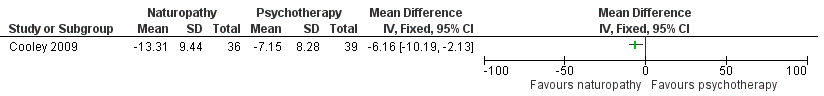 Naturopathy Psychotherapy Mean Difference Mean Difference
Study or Subgroup Mean SD Total Mean SD Total IV, Fixed, 95% CI IV, Fixed, 95% CI
Cooley 2009 -13.31 9.44 36 -7.15 8.28 39 -6.16 [-10.19, -2.13]
-100 -50 0 50 100
Favours naturopathy Favours psychotherapy